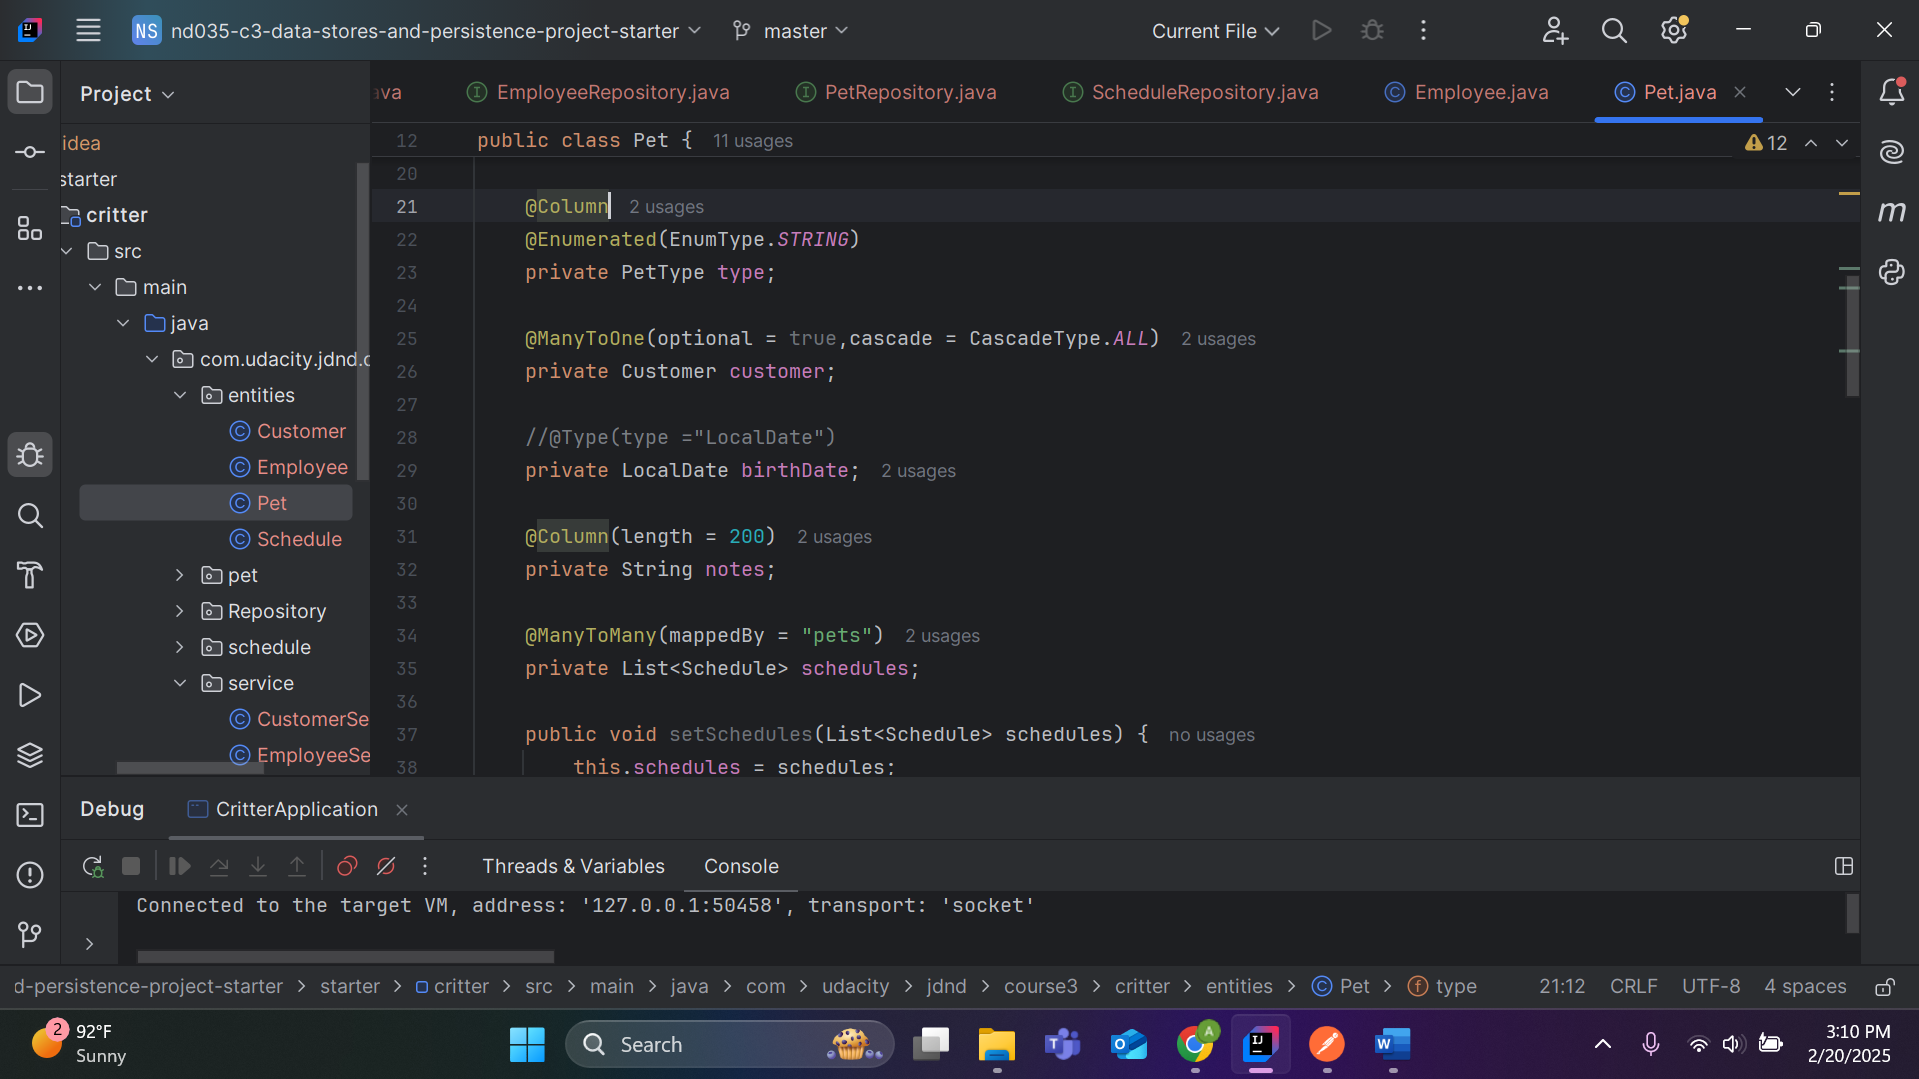 NS nd035-c3-data-stores-and-persistence-project-starter master Current File
Project
ava EmployeeRepository.java PetRepository.java ScheduleRepository.java Employee.java Pet.java
idea
starter
critter
src
main
java
com.udacity.jdnd.c
entities
Customer
Employee
Pet
Schedule
pet
Repository
schedule
service
CustomerSe
EmployeeSe
12 public class Pet { 11 usages
12
20
21 @Column 2 usages
22 @Enumerated(EnumType.STRING)
23 private PetType type;
24
25 @ManyToOne(optional = true,cascade = CascadeType.ALL) 2 usages
26 private Customer customer;
27
28 //@Type(type ="LocalDate")
29 private LocalDate birthDate; 2 usages
30
31 @Column(length = 200) 2 usages
32 private String notes;
33
34 @ManyToMany(mappedBy = "pets") 2 usages
35 private List<Schedule> schedules;
36
37 public void setSchedules(List<Schedule> schedules) { no usages
38 this.schedules = schedules;
Debug CritterApplication
Threads & Variables Console
Connected to the target VM, address: '127.0.0.1:50458', transport: 'socket'
d-persistence-project-starter > starter > critter > src > main > java > com > udacity > jdnd > course3 > critter > entities > Pet > type 21:12 CRLF UTF-8 4 spaces
2 92°F
Sunny
Search
A
3:10 PM
2/20/2025